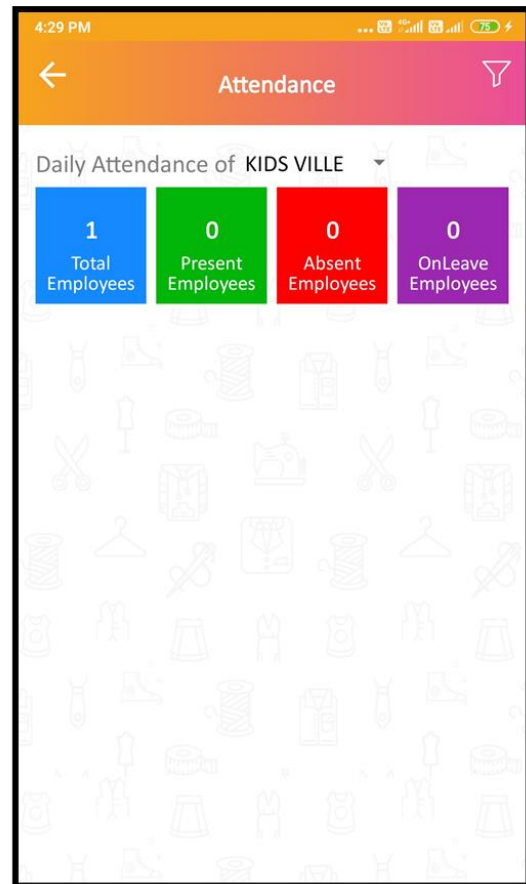 4:29 PM
75
Attendance
Daily Attendance of KIDS VILLE
1
Total
Employees
0
Present
Employees
0
Absent
Employees
0
OnLeave
Employees